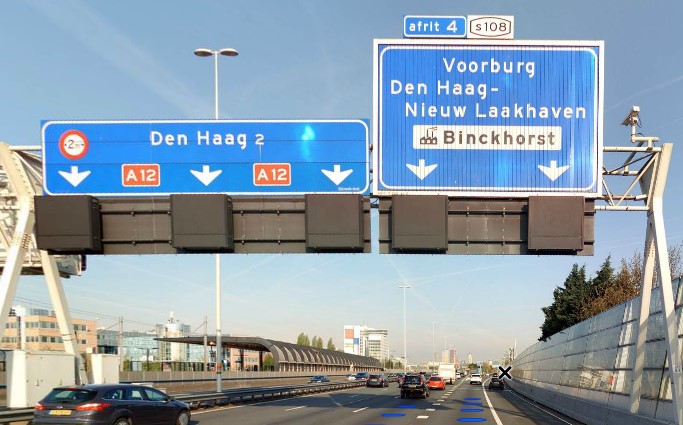 afrit 4 s108
Voorburg
Den Haag-
Nieuw Laakhaven
Binckhorst
Den Haag 2
2
A12 A12